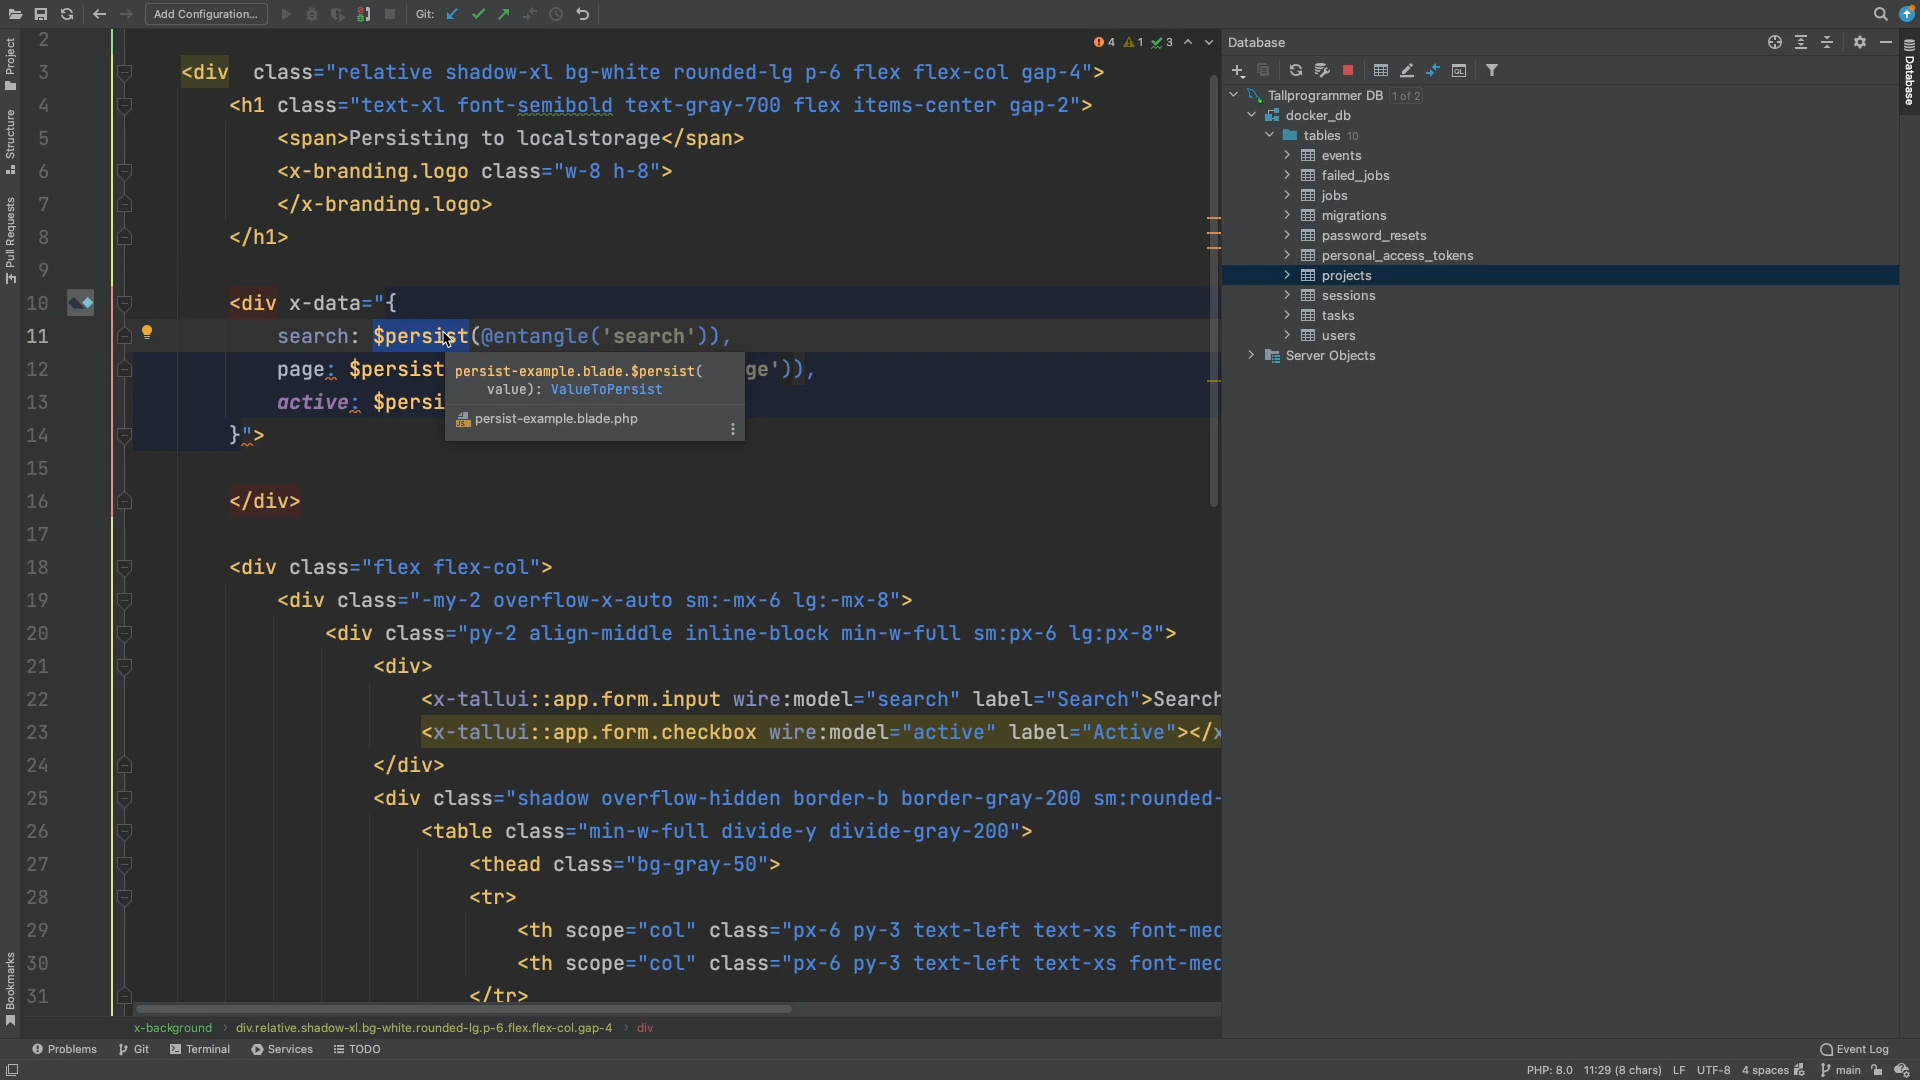 Add Configuration...
Git:
Project
Structure
Pull Requests
Bookmarks
4 1 3
2
3 <div  class="relative shadow-xl bg-white rounded-lg p-6 flex flex-col gap-4">
4 <h1 class="text-xl font-semibold text-gray-700 flex items-center gap-2">
5 <span>Persisting to localstorage</span>
6 <x-branding.logo class="w-8 h-8">
7 </x-branding.logo>
8 </h1>
9
10 <div x-data="{
11 search: $persist(@entangle('search')),
12 page: $persist ge')),
13 active: $persi
14 }">
15
16 </div>
17
18 <div class="flex flex-col">
19 <div class="-my-2 overflow-x-auto sm:-mx-6 lg:-mx-8">
20 <div class="py-2 align-middle inline-block min-w-full sm:px-6 lg:px-8">
21 <div>
22 <x-tallui::app.form.input wire:model="search" label="Search">Search
23 <x-tallui::app.form.checkbox wire:model="active" label="Active"></x
24 </div>
25 <div class="shadow overflow-hidden border-b border-gray-200 sm:rounded-
26 <table class="min-w-full divide-y divide-gray-200">
27 <thead class="bg-gray-50">
28 <tr>
29 <th scope="col" class="px-6 py-3 text-left text-xs font-med
30 <th scope="col" class="px-6 py-3 text-left text-xs font-med
31 </tr>
persist-example.blade.$persist(
value): ValueToPersist
persist-example.blade.php
Database
Database
Tallprogrammer DB 1 of 2
docker_db
tables 10
events
failed_jobs
jobs
migrations
password_resets
personal_access_tokens
projects
sessions
tasks
users
Server Objects
x-background › div.relative.shadow-xl.bg-white.rounded-lg.p-6.flex.flex-col.gap-4 › div
Problems Git Terminal Services TODO Event Log
PHP: 8.0 11:29 (8 chars) LF UTF-8 4 spaces main